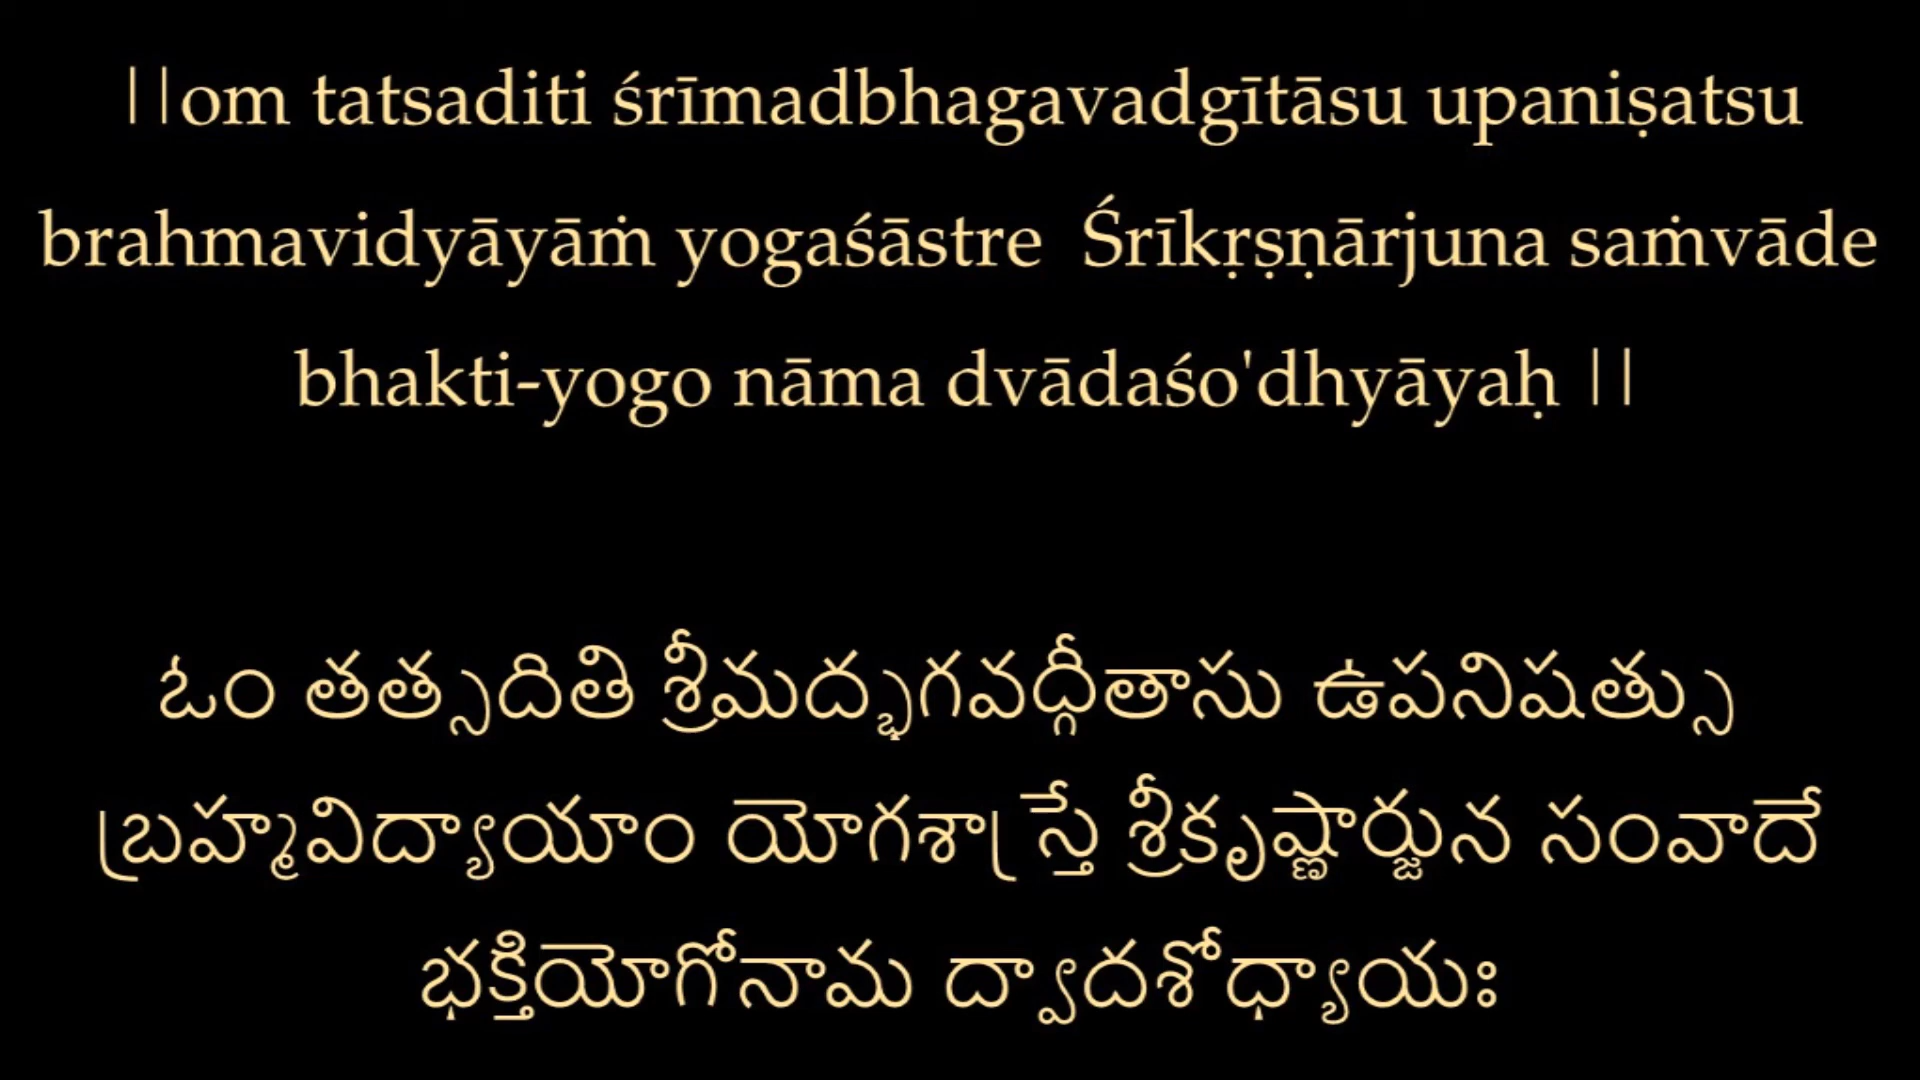 ||om tatsaditi śrīmadbhagavadgītāsu upaniṣatsu
brahmavidyāyāṁ yogaśāstre Śrīkṛṣṇārjuna saṁvāde
bhakti-yogo nāma dvādaśo'dhyāyaḥ ||
ఓం తత్సదితి శ్రీమద్భగవద్గీతాసు ఉపనిషత్సు
బ్రహ్మవిద్యాయాం యోగశాస్త్రే శ్రీకృష్ణార్జున సంవాదే
భక్తియోగోనామ ద్వాదశోధ్యాయః